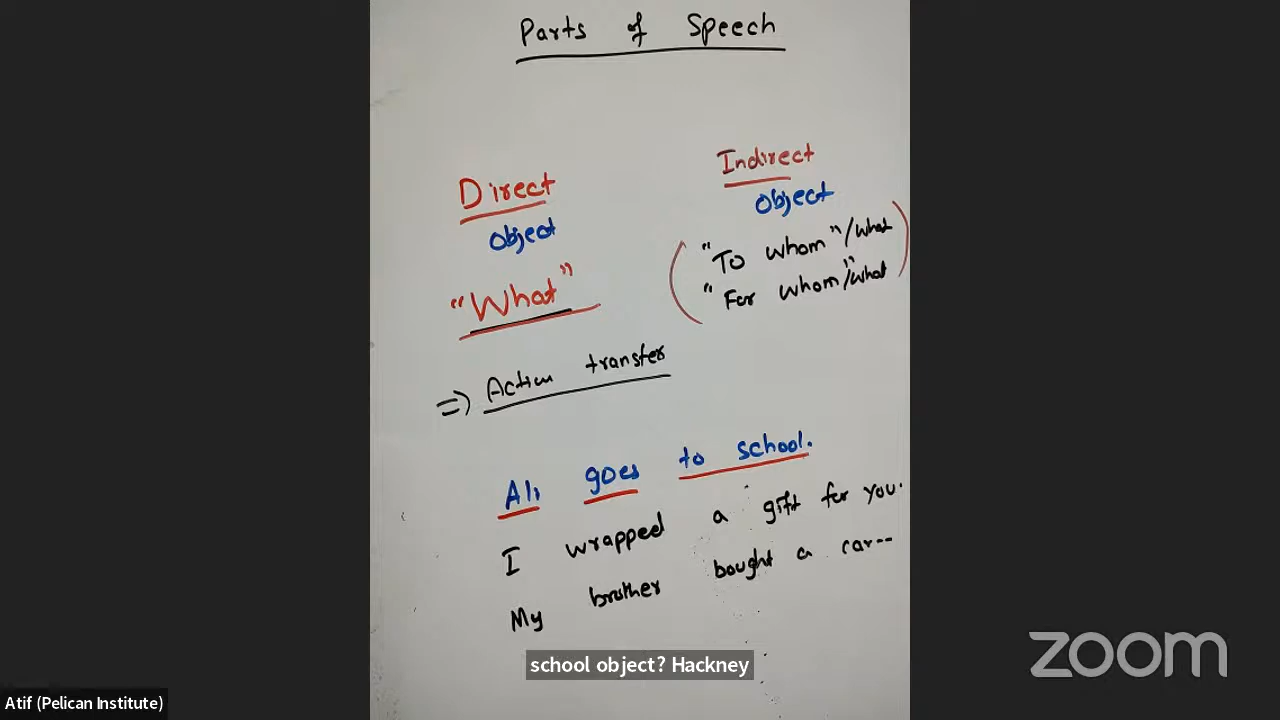 Parts of Speech
Direct
Object
"What"
Indirect
Object
"To whom"/what
"For whom"/what
=> Action transfer
Ali goes to school.
I wrapped a gift for you.
My brother bought a car--
school object? Hackney
zoom
Atif (Pelican Institute)